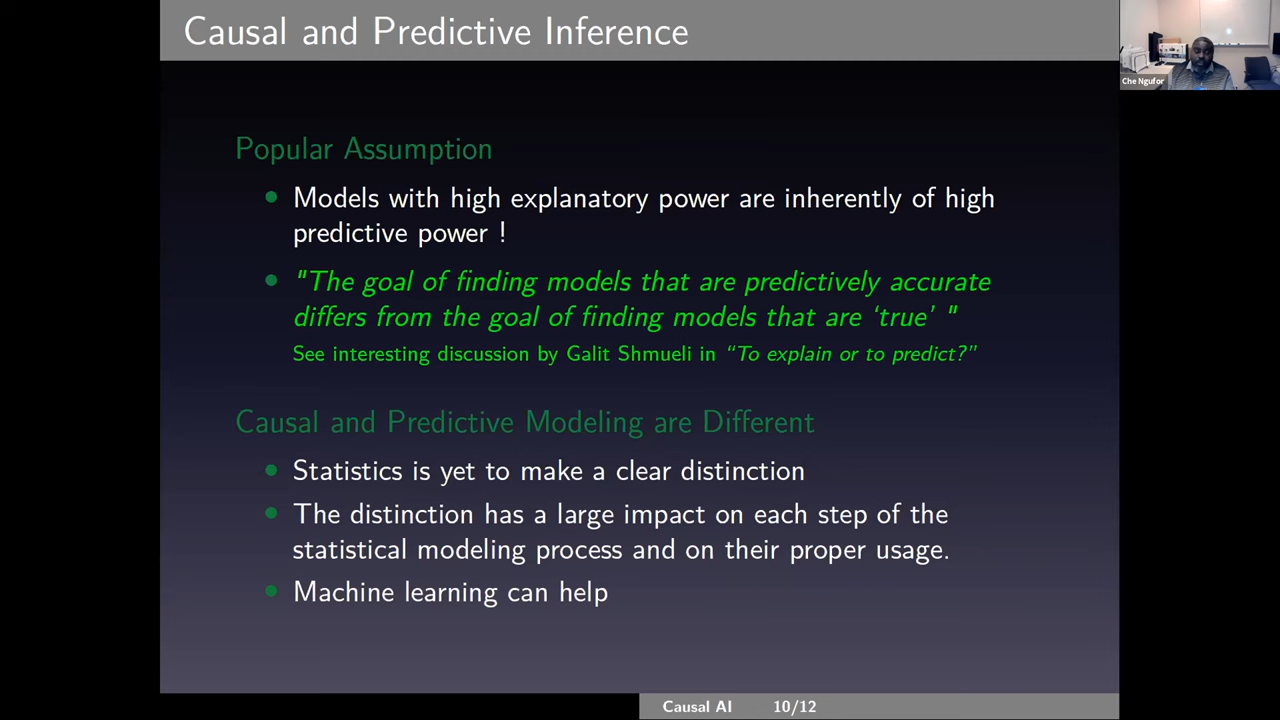 Causal and Predictive Inference
Che Ngufor
Popular Assumption
Models with high explanatory power are inherently of high
predictive power !
"The goal of finding models that are predictively accurate
differs from the goal of finding models that are ‘true’ "
See interesting discussion by Galit Shmueli in “To explain or to predict?”
Causal and Predictive Modeling are Different
Statistics is yet to make a clear distinction
The distinction has a large impact on each step of the
statistical modeling process and on their proper usage.
Machine learning can help
Causal AI 10/12